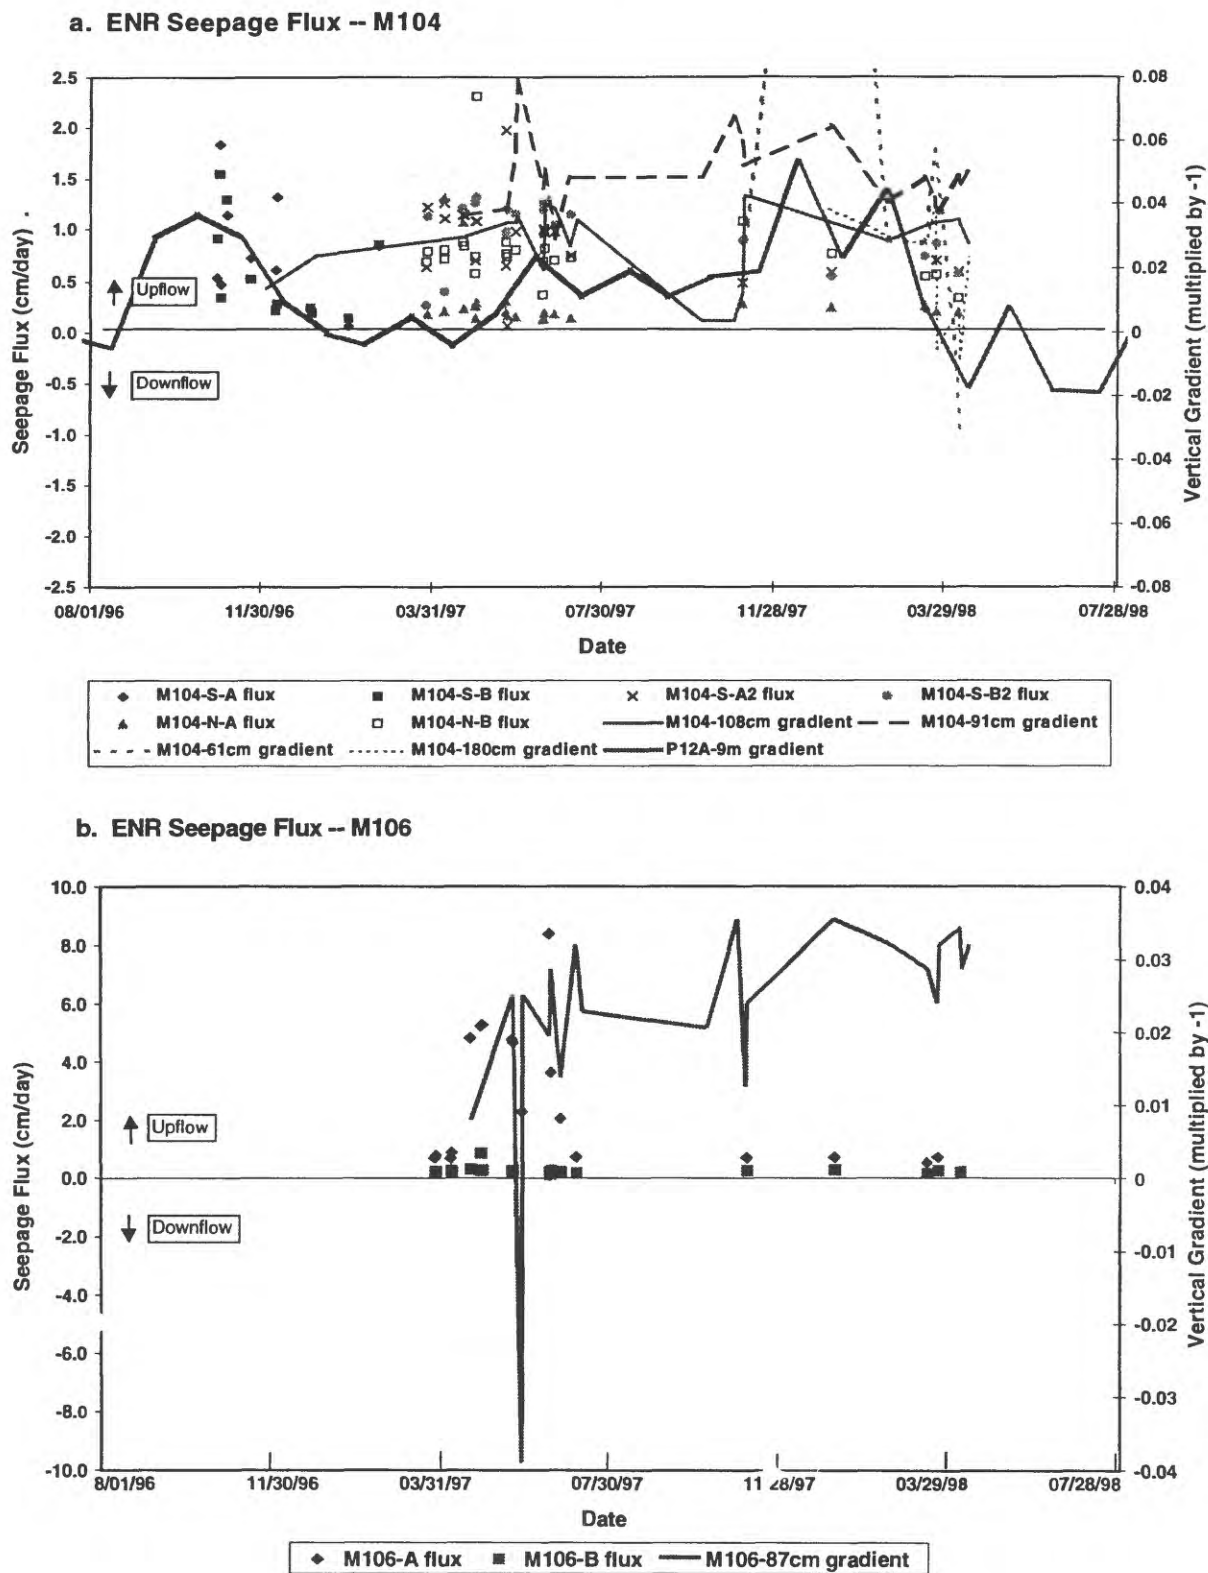 a. ENR Seepage Flux -- M104
2.5
2.0
1.5
1.0
0.5
0.0
-0.5
-1.0
-1.5
-2.0
-2.5
Seepage Flux (cm/day)
Upflow
Downflow
0.08
0.06
0.04
0.02
0
-0.02
-0.04
-0.06
-0.08
Vertical Gradient (multiplied by -1)
08/01/96 11/30/96 03/31/97 07/30/97 11/28/97 03/29/98 07/28/98
Date
M104-S-A flux M104-S-B flux M104-S-A2 flux M104-S-B2 flux
M104-N-A flux M104-N-B flux M104-108cm gradient M104-91cm gradient
M104-61cm gradient M104-180cm gradient P12A-9m gradient
b. ENR Seepage Flux -- M106
10.0
8.0
6.0
4.0
2.0
0.0
-2.0
-4.0
-6.0
-8.0
-10.0
Seepage Flux (cm/day)
Upflow
Downflow
0.04
0.03
0.02
0.01
0
-0.01
-0.02
-0.03
-0.04
Vertical Gradient (multiplied by -1)
8/01/96 11/30/96 03/31/97 07/30/97 11/28/97 03/29/98 07/28/98
Date
M106-A flux M106-B flux M106-87cm gradient